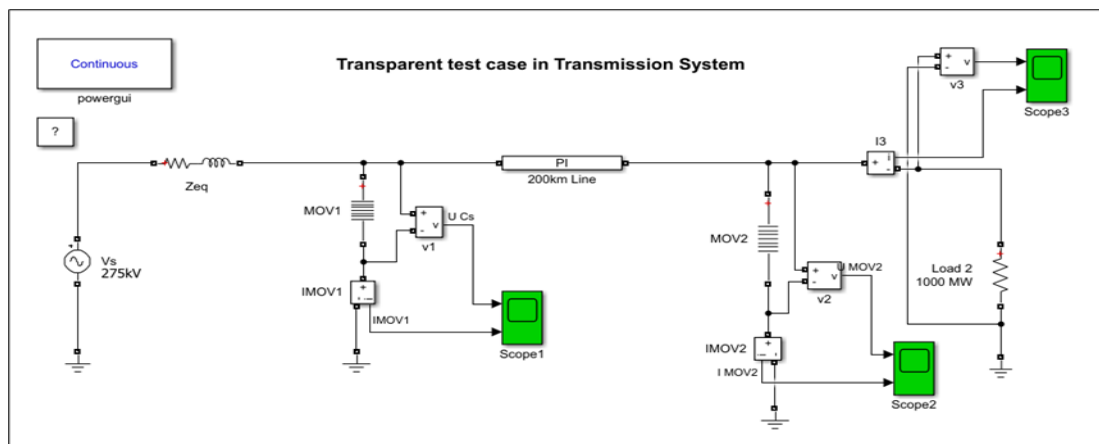 Continuous
powergui
?
Transparent test case in Transmission System
+
-
v
v3
Scope3
I3
+
i
-
Zeq
PI
200km Line
MOV1
+
-
v
U Cs
v1
MOV2
+
-
v
U MOV2
v2
Vs
275kV
Load 2
1000 MW
IMOV1
+
IMOV1
Scope1
IMOV2
+
I MOV2
Scope2